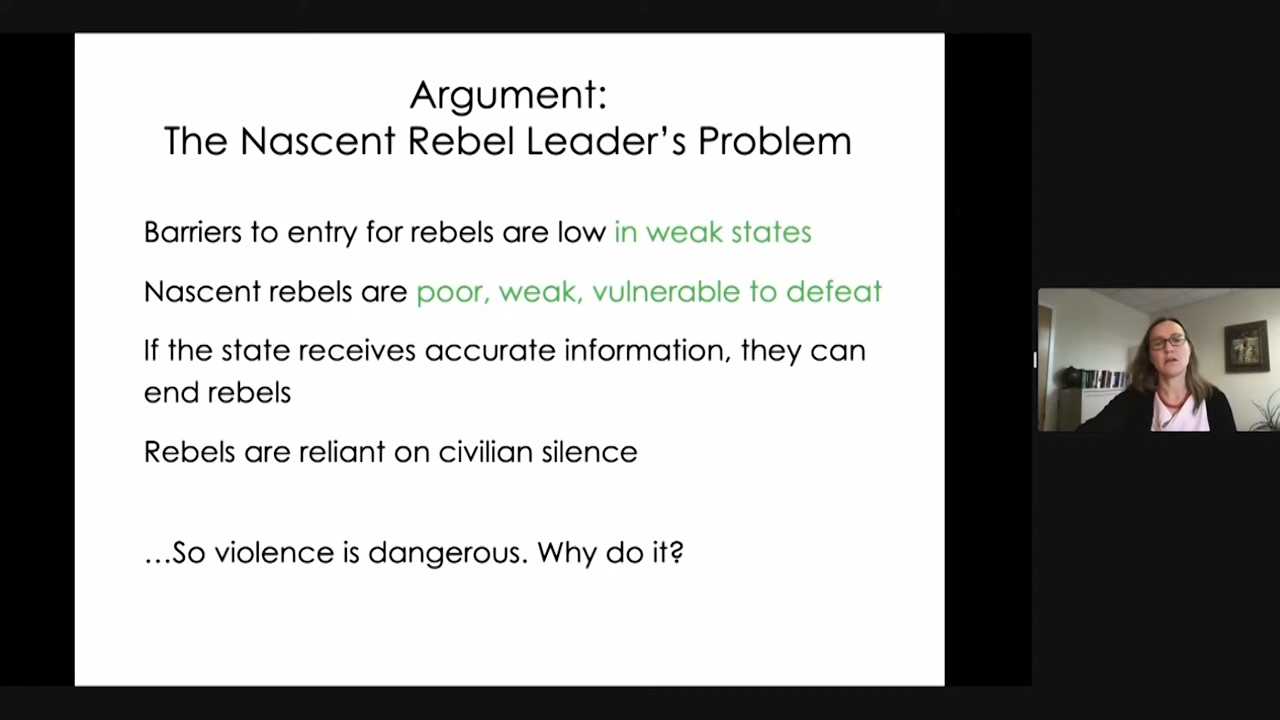 Argument:
The Nascent Rebel Leader's Problem
Barriers to entry for rebels are low in weak states
Nascent rebels are poor, weak, vulnerable to defeat
If the state receives accurate information, they can
end rebels
Rebels are reliant on civilian silence
…So violence is dangerous. Why do it?